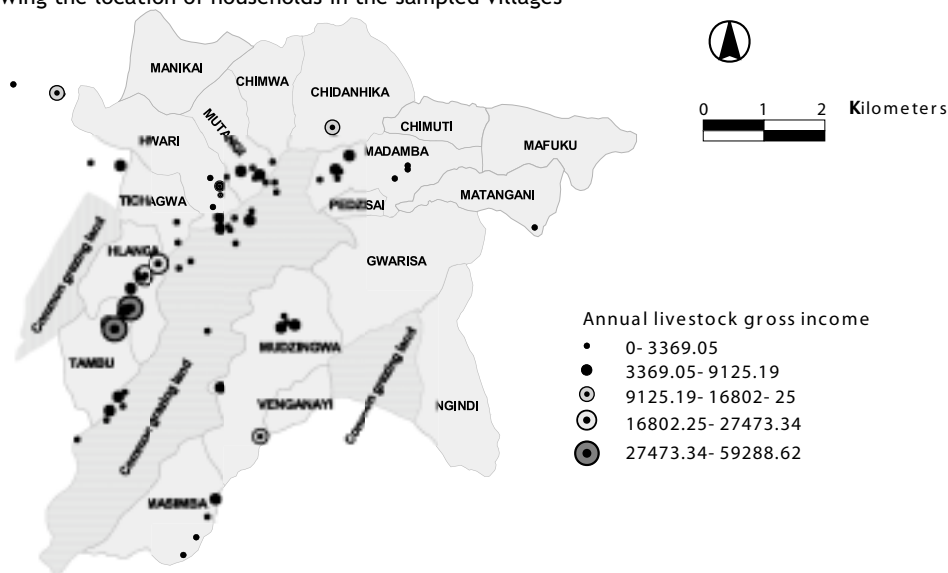 wing the location of households in the sampled villages
MANIKAI
CHIMWA
CHIDANHIKA
MUTANGI
CHIMUTI
HWARI
MADAMBA
MAFUKU
TICHAGWA
PEDZISAI
MATANGANI
HLANGA
GWARISA
Common grazing land
MUDZINGWA
TAMBU
Common grazing land
VENGANAYI
Common grazing land
NGINDI
MASIMBA
0 1 2 Kilometers
Annual livestock gross income
0- 3369.05
3369.05- 9125.19
9125.19- 16802- 25
16802.25- 27473.34
27473.34- 59288.62